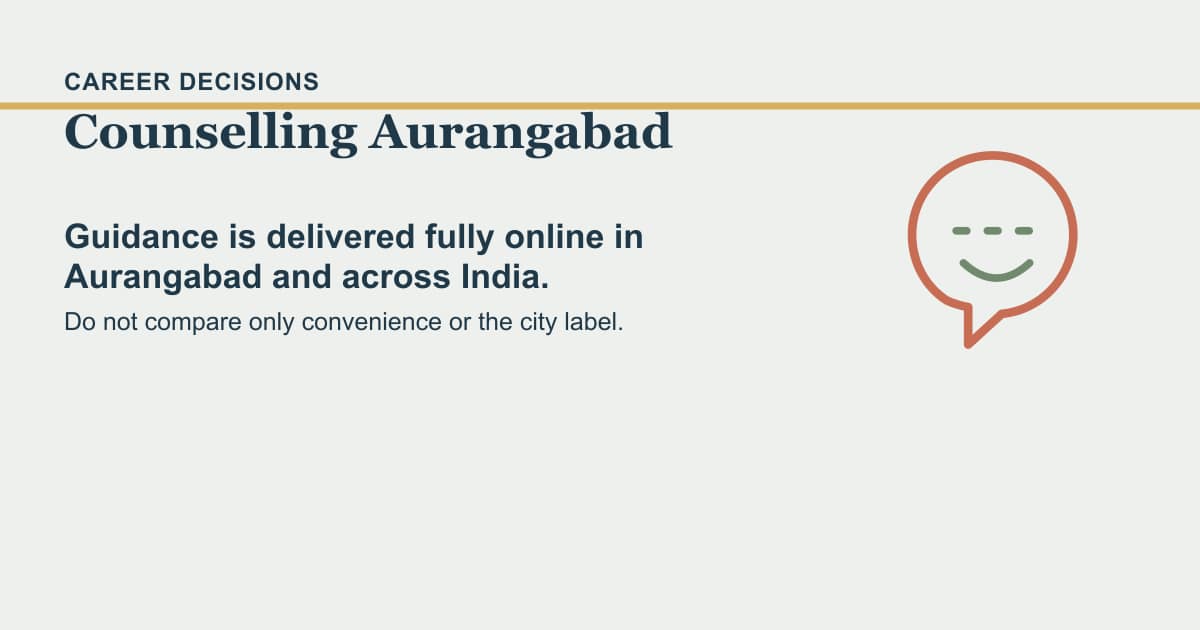 CAREER DECISIONS
Counselling Aurangabad
Guidance is delivered fully online in
Aurangabad and across India.
Do not compare only convenience or the city label.